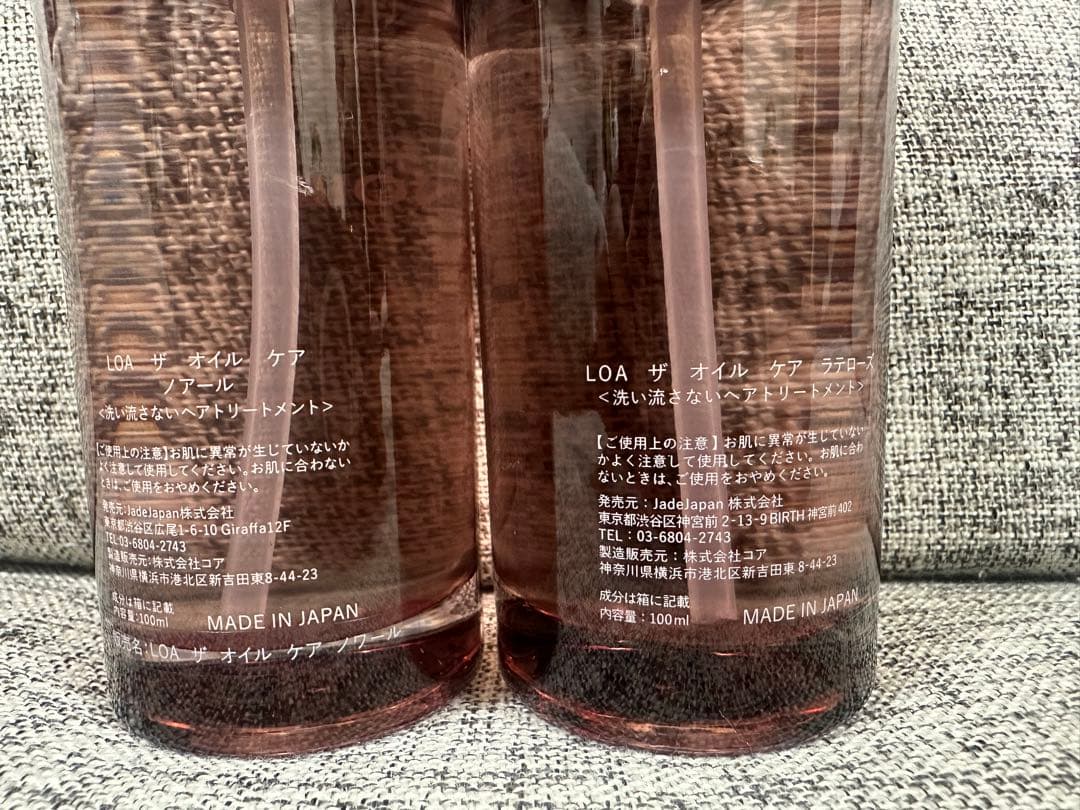 LOA ザ オイル ケア
ノアール
<洗い流さないヘアトリートメント>
【ご使用上の注意】お肌に異常が生じていないか
よく注意して使用してください。お肌に合わない
ときは、ご使用をおやめください。
発売元:JadeJapan株式会社
東京都渋谷区広尾1-6-10 Giraffa12F
TEL:03-6804-2743
製造販売元:株式会社コア
神奈川県横浜市港北区新吉田東8-44-23
成分は箱に記載
内容量:100ml
MADE IN JAPAN
販売名:LOA ザ オイル ケア ノワール
LOA ザ オイル ケア ラテローズ
<洗い流さないヘアトリートメント>
【ご使用上の注意】お肌に異常が生じていない
かよく注意して使用してください。お肌に合わ
ないときは、ご使用をおやめください。
発売元：JadeJapan 株式会社
東京都渋谷区神宮前 2-13-9 BIRTH 神宮前 402
TEL：03-6804-2743
製造販売元：株式会社コア
神奈川県横浜市港北区新吉田東8-44-23
成分は箱に記載
内容量：100ml
MADE IN JAPAN